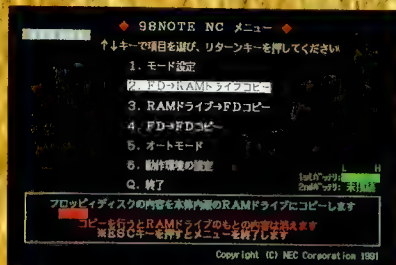 ◆ 98NOTE NC メニュー ◆
↑↓キーで項目を選び、リターンキーを押してください
1. モード設定
2. FD→RAMドライブコピー
3. RAMドライブ→FDコピー
4. FD→FDコピー
5. オートモード
6. 動作環境の設定
Q. 終了
L H
1stバッテリ:
2ndバッテリ: 未接続
フロッピィディスクの内容を本体内蔵のRAMドライブにコピーします
コピーを行うとRAMドライブのもとの内容は消えます
※ESCキーを押すとメニューを終了します
Copyright (C) NEC Corporation 1991